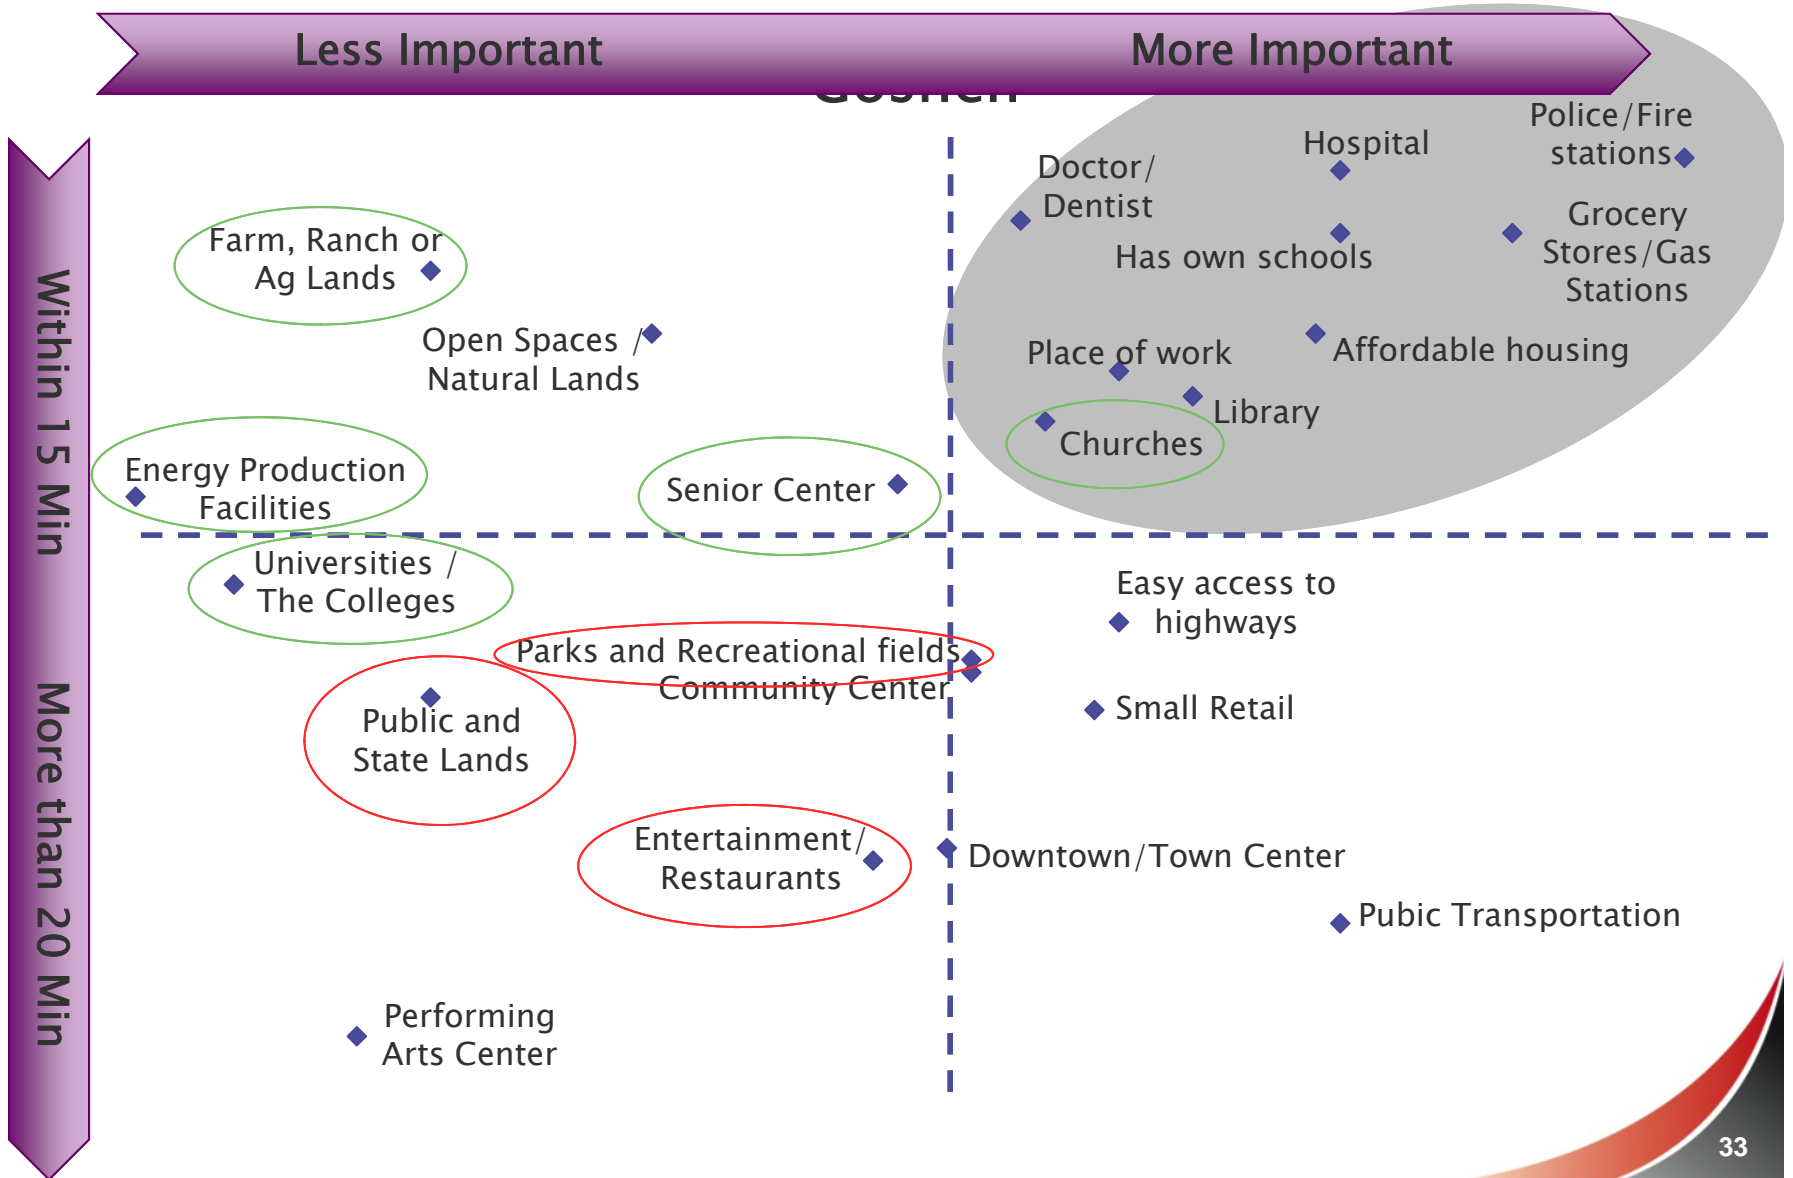 Less Important
More Important
Goshen
Police/Fire
stations
Hospital
Doctor/
Dentist
Grocery
Stores/Gas
Stations
Has own schools
Farm, Ranch or
Ag Lands
Open Spaces /
Natural Lands
Place of work
Affordable housing
Library
Churches
Energy Production
Facilities
Senior Center
Within 15 Min
More than 20 Min
Universities /
The Colleges
Easy access to
highways
Parks and Recreational fields
Community Center
Public and
State Lands
Small Retail
Entertainment/
Restaurants
Downtown/Town Center
Pubic Transportation
Performing
Arts Center
33